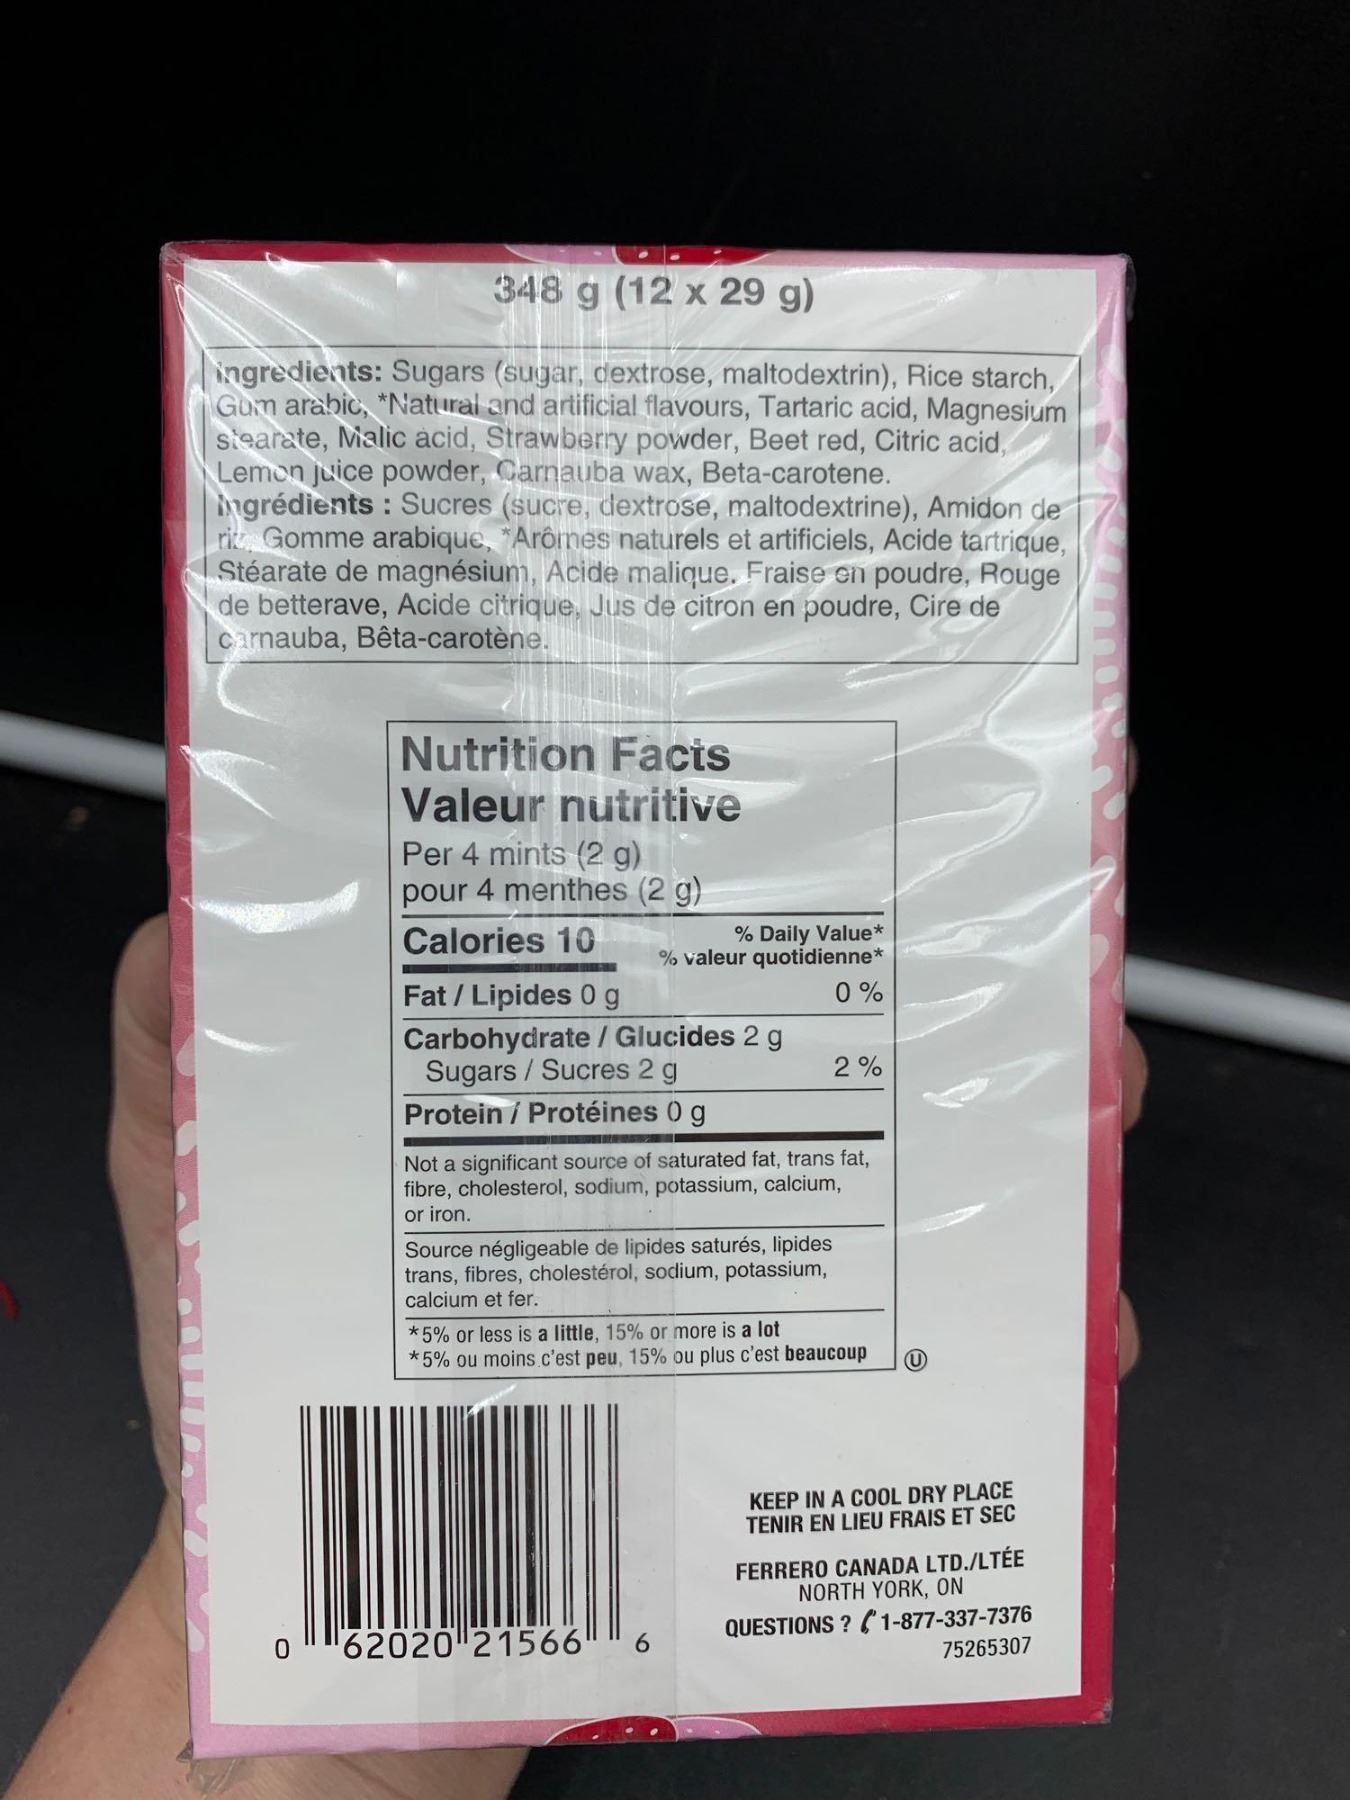 348 g (12 x 29 g)
Ingredients: Sugars (sugar, dextrose, maltodextrin), Rice starch,
Gum arabic, *Natural and artificial flavours, Tartaric acid, Magnesium
stearate, Malic acid, Strawberry powder, Beet red, Citric acid,
Lemon juice powder, Carnauba wax, Beta-carotene.
Ingrédients : Sucres (sucre, dextrose, maltodextrine), Amidon de
riz, Gomme arabique, *Arômes naturels et artificiels, Acide tartrique,
Stéarate de magnésium, Acide malique, Fraise en poudre, Rouge
de betterave, Acide citrique, Jus de citron en poudre, Cire de
carnauba, Bêta-carotène.
Nutrition Facts
Valeur nutritive
Per 4 mints (2 g)
pour 4 menthes (2 g)
Calories 10
% Daily Value*
% valeur quotidienne*
Fat / Lipides 0 g 0 %
Carbohydrate / Glucides 2 g
Sugars / Sucres 2 g 2 %
Protein / Protéines 0 g
Not a significant source of saturated fat, trans fat,
fibre, cholesterol, sodium, potassium, calcium,
or iron.
Source négligeable de lipides saturés, lipides
trans, fibres, cholestérol, sodium, potassium,
calcium et fer.
*5% or less is a little, 15% or more is a lot
*5% ou moins c'est peu, 15% ou plus c'est beaucoup
U
0 62020 21566 6
KEEP IN A COOL DRY PLACE
TENIR EN LIEU FRAIS ET SEC
FERRERO CANADA LTD./LTÉE
NORTH YORK, ON
QUESTIONS ? 1-877-337-7376
75265307